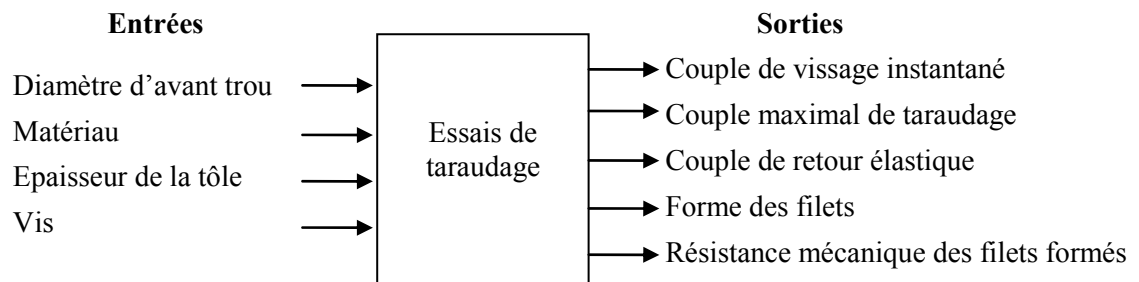 Entrées
Diamètre d'avant trou
Matériau
Epaisseur de la tôle
Vis
Essais de
taraudage
Sorties
Couple de vissage instantané
Couple maximal de taraudage
Couple de retour élastique
Forme des filets
Résistance mécanique des filets formés